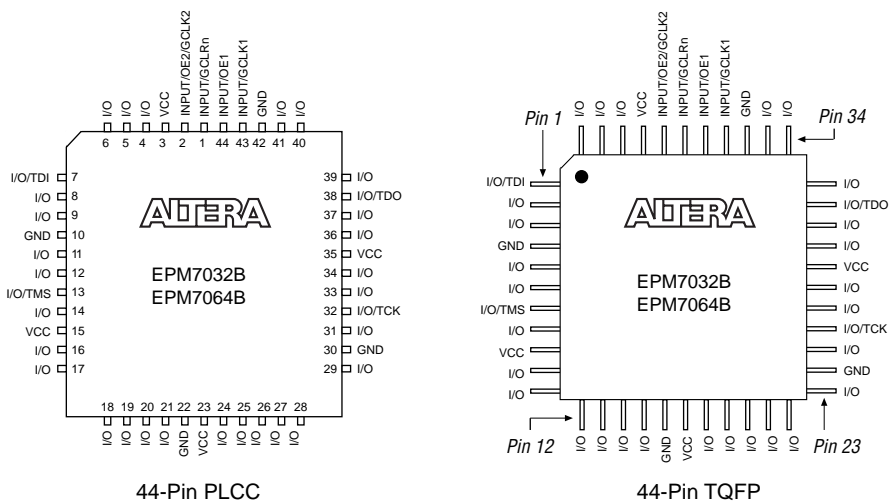 I/O I/O I/O VCC INPUT/OE2/GCLK2 INPUT/GCLRn INPUT/OE1 INPUT/GCLK1 GND I/O I/O
6 5 4 3 2 1 44 43 42 41 40
I/O/TDI 7
I/O 8
I/O 9
GND 10
I/O 11
I/O 12
I/O/TMS 13
I/O 14
VCC 15
I/O 16
I/O 17
ALTERA
EPM7032B
EPM7064B
39 I/O
38 I/O/TDO
37 I/O
36 I/O
35 VCC
34 I/O
33 I/O
32 I/O/TCK
31 I/O
30 GND
29 I/O
18 19 20 21 22 23 24 25 26 27 28
I/O I/O I/O I/O GND VCC I/O I/O I/O I/O I/O
44-Pin PLCC
I/O I/O I/O VCC INPUT/OE2/GCLK2 INPUT/GCLRn INPUT/OE1 INPUT/GCLK1 GND I/O I/O
Pin 1
Pin 34
I/O/TDI
I/O
I/O
GND
I/O
I/O
I/O/TMS
I/O
VCC
I/O
I/O
ALTERA
EPM7032B
EPM7064B
I/O
I/O/TDO
I/O
I/O
VCC
I/O
I/O
I/O/TCK
I/O
GND
I/O
Pin 12
Pin 23
I/O I/O I/O I/O GND VCC I/O I/O I/O I/O I/O
44-Pin TQFP